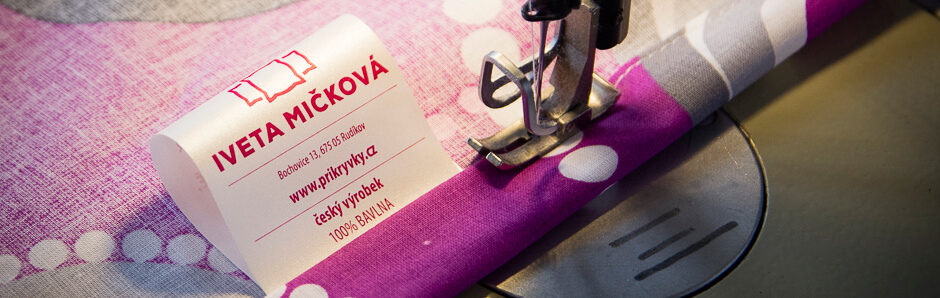 IVETA MIČKOVÁ
Bochovice 13, 675 05 Rudíkov
www.prikryvky.cz
český výrobek
100% BAVLNA